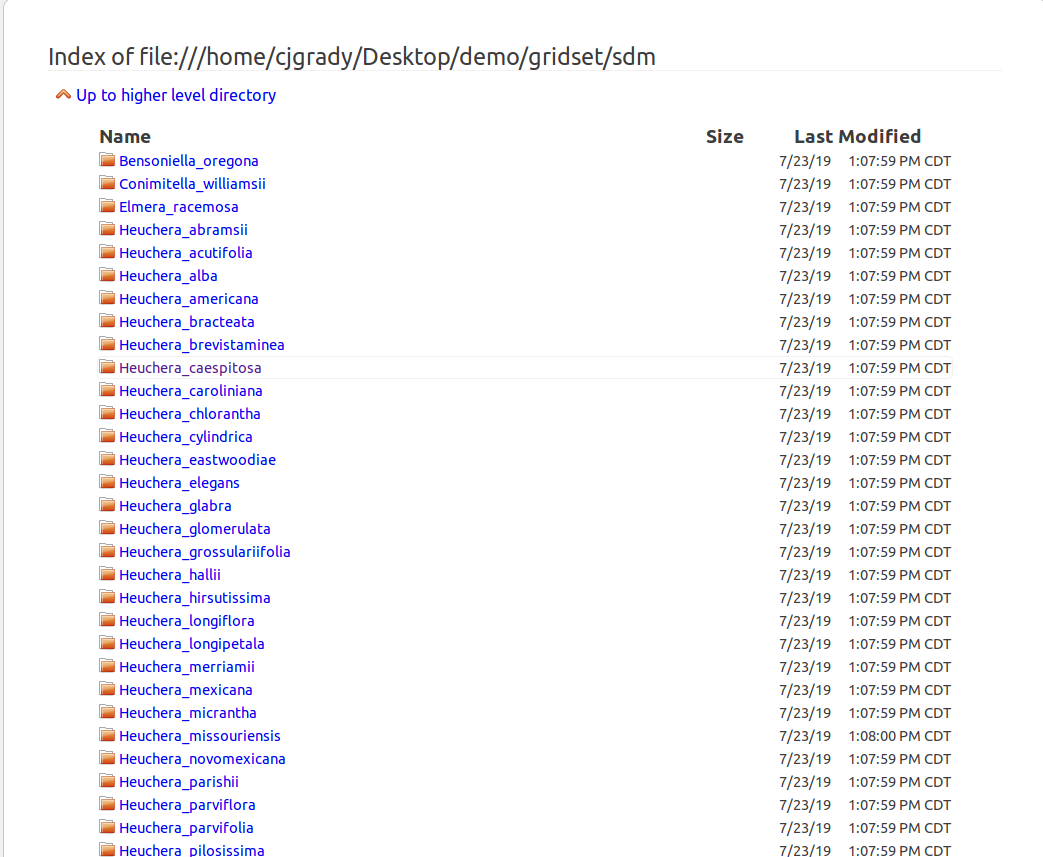 Index of file:///home/cjgrady/Desktop/demo/gridset/sdm
Up to higher level directory
Name Size Last Modified
Bensoniella_oregona 7/23/19 1:07:59 PM CDT
Conimitella_williamsii 7/23/19 1:07:59 PM CDT
Elmera_racemosa 7/23/19 1:07:59 PM CDT
Heuchera_abramsii 7/23/19 1:07:59 PM CDT
Heuchera_acutifolia 7/23/19 1:07:59 PM CDT
Heuchera_alba 7/23/19 1:07:59 PM CDT
Heuchera_americana 7/23/19 1:07:59 PM CDT
Heuchera_bracteata 7/23/19 1:07:59 PM CDT
Heuchera_brevistaminea 7/23/19 1:07:59 PM CDT
Heuchera_caespitosa 7/23/19 1:07:59 PM CDT
Heuchera_caroliniana 7/23/19 1:07:59 PM CDT
Heuchera_chlorantha 7/23/19 1:07:59 PM CDT
Heuchera_cylindrica 7/23/19 1:07:59 PM CDT
Heuchera_eastwoodiae 7/23/19 1:07:59 PM CDT
Heuchera_elegans 7/23/19 1:07:59 PM CDT
Heuchera_glabra 7/23/19 1:07:59 PM CDT
Heuchera_glomerulata 7/23/19 1:07:59 PM CDT
Heuchera_grossulariifolia 7/23/19 1:07:59 PM CDT
Heuchera_hallii 7/23/19 1:07:59 PM CDT
Heuchera_hirsutissima 7/23/19 1:07:59 PM CDT
Heuchera_longiflora 7/23/19 1:07:59 PM CDT
Heuchera_longipetala 7/23/19 1:07:59 PM CDT
Heuchera_merriamii 7/23/19 1:07:59 PM CDT
Heuchera_mexicana 7/23/19 1:07:59 PM CDT
Heuchera_micrantha 7/23/19 1:07:59 PM CDT
Heuchera_missouriensis 7/23/19 1:08:00 PM CDT
Heuchera_novomexicana 7/23/19 1:07:59 PM CDT
Heuchera_parishii 7/23/19 1:07:59 PM CDT
Heuchera_parviflora 7/23/19 1:07:59 PM CDT
Heuchera_parvifolia 7/23/19 1:07:59 PM CDT
Heuchera_pilosissima 7/23/19 1:07:59 PM CDT